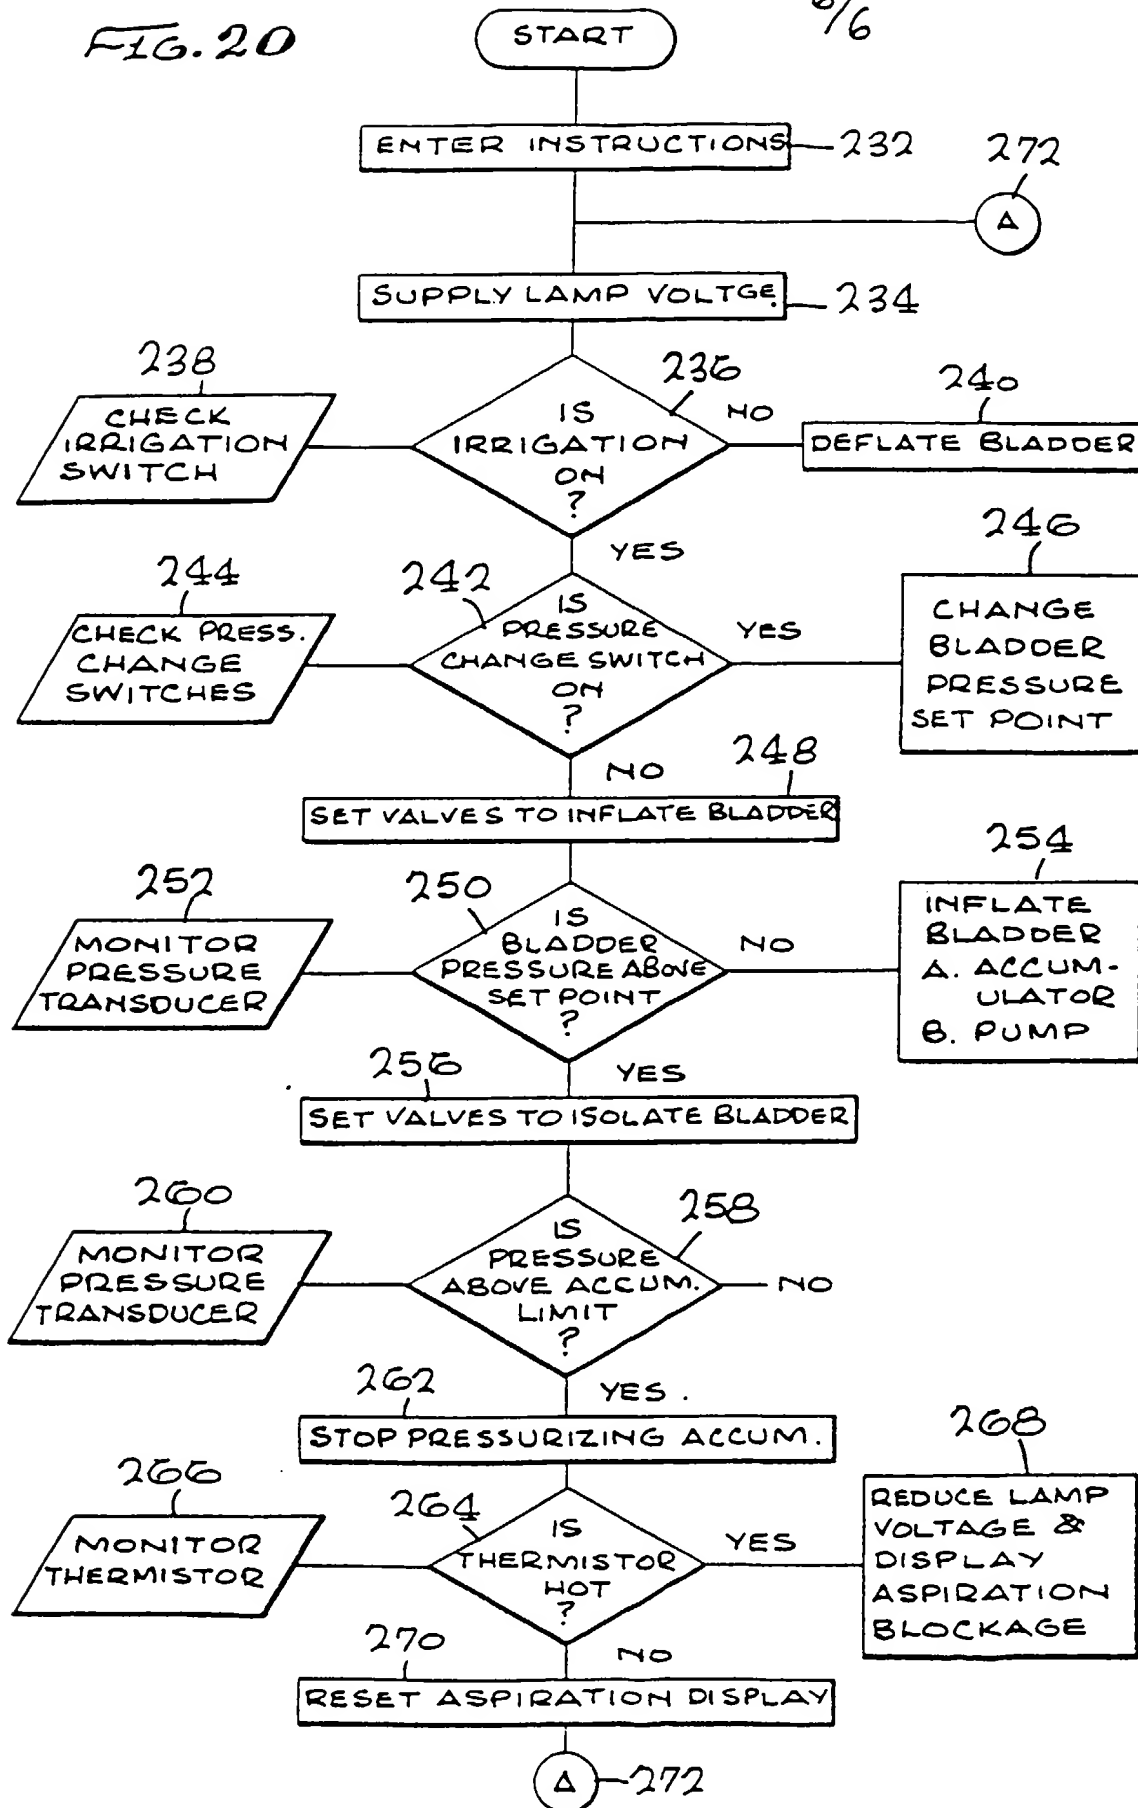 FIG. 20
6/6
START
ENTER INSTRUCTIONS
232
272
A
SUPPLY LAMP VOLTGE.
234
238
CHECK
IRRIGATION
SWITCH
236
IS
IRRIGATION
ON
?
NO
240
DEFLATE BLADDER
YES
244
CHECK PRESS.
CHANGE
SWITCHES
242
IS
PRESSURE
CHANGE SWITCH
ON
?
YES
246
CHANGE
BLADDER
PRESSURE
SET POINT
NO
248
SET VALVES TO INFLATE BLADDER
252
MONITOR
PRESSURE
TRANSDUCER
250
IS
BLADDER
PRESSURE ABOVE
SET POINT
?
NO
254
INFLATE
BLADDER
A. ACCUM-
ULATOR
B. PUMP
YES
256
SET VALVES TO ISOLATE BLADDER
260
MONITOR
PRESSURE
TRANSDUCER
258
IS
PRESSURE
ABOVE ACCUM.
LIMIT
?
NO
YES.
262
STOP PRESSURIZING ACCUM.
266
MONITOR
THERMISTOR
264
IS
THERMISTOR
HOT
?
YES
268
REDUCE LAMP
VOLTAGE &
DISPLAY
ASPIRATION
BLOCKAGE
NO
270
RESET ASPIRATION DISPLAY
A
272